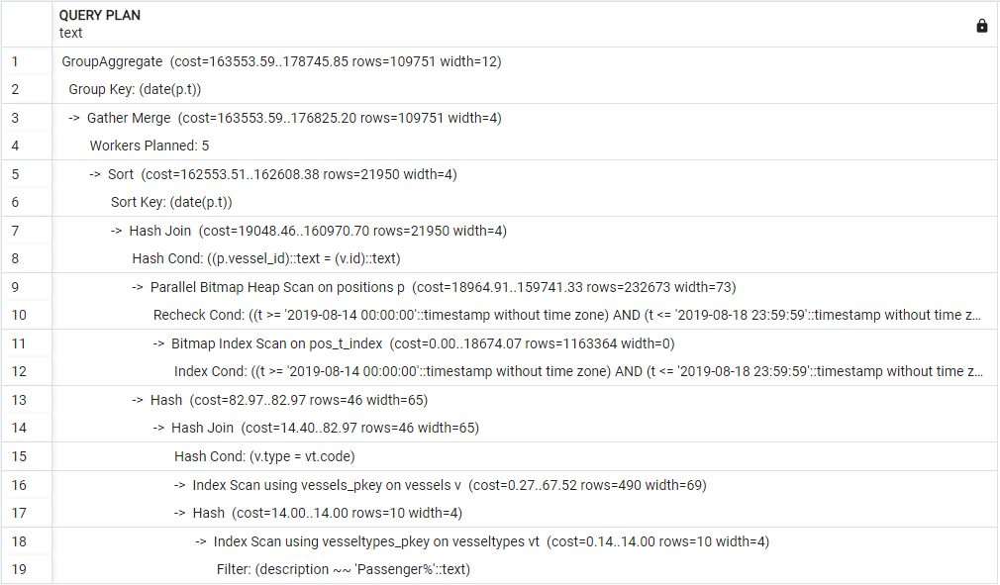 QUERY PLAN
text
1 GroupAggregate (cost=163553.59..178745.85 rows=109751 width=12)
2 Group Key: (date(p.t))
3 -> Gather Merge (cost=163553.59..176825.20 rows=109751 width=4)
4 Workers Planned: 5
5 -> Sort (cost=162553.51..162608.38 rows=21950 width=4)
6 Sort Key: (date(p.t))
7 -> Hash Join (cost=19048.46..160970.70 rows=21950 width=4)
8 Hash Cond: ((p.vessel_id)::text = (v.id)::text)
9 -> Parallel Bitmap Heap Scan on positions p (cost=18964.91..159741.33 rows=232673 width=73)
10 Recheck Cond: ((t >= '2019-08-14 00:00:00'::timestamp without time zone) AND (t <= '2019-08-18 23:59:59'::timestamp without time z...
11 -> Bitmap Index Scan on pos_t_index (cost=0.00..18674.07 rows=1163364 width=0)
12 Index Cond: ((t >= '2019-08-14 00:00:00'::timestamp without time zone) AND (t <= '2019-08-18 23:59:59'::timestamp without time z...
13 -> Hash (cost=82.97..82.97 rows=46 width=65)
14 -> Hash Join (cost=14.40..82.97 rows=46 width=65)
15 Hash Cond: (v.type = vt.code)
16 -> Index Scan using vessels_pkey on vessels v (cost=0.27..67.52 rows=490 width=69)
17 -> Hash (cost=14.00..14.00 rows=10 width=4)
18 -> Index Scan using vesseltypes_pkey on vesseltypes vt (cost=0.14..14.00 rows=10 width=4)
19 Filter: (description ~~ 'Passenger%'::text)